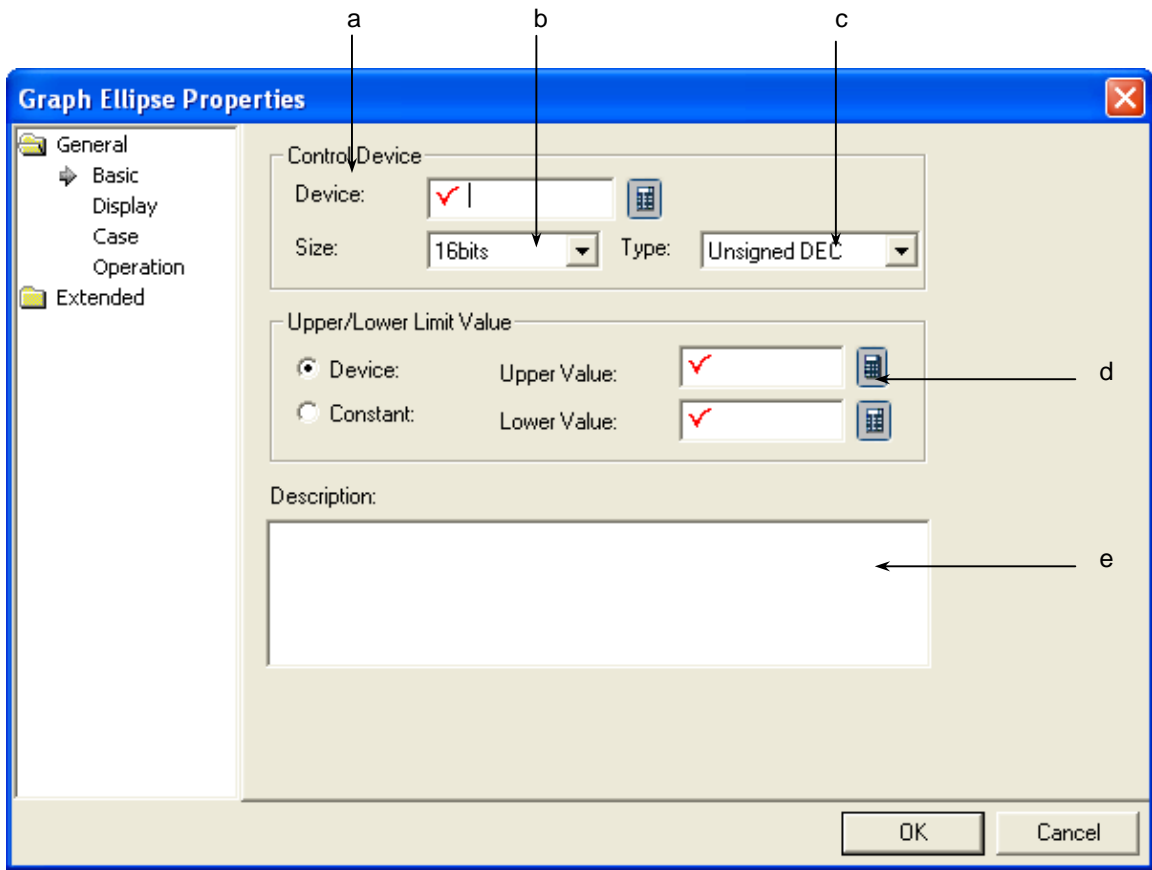 a b c
Graph Ellipse Properties
General
Basic
Display
Case
Operation
Extended
Control Device
Device:
Size: 16bits Type: Unsigned DEC
Upper/Lower Limit Value
Device: Upper Value:
d
Constant: Lower Value:
Description:
e
OK Cancel